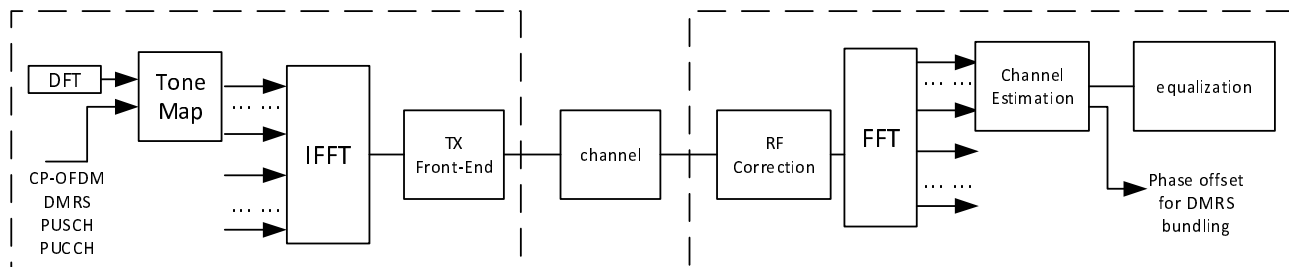 DFT
Tone
Map
... ...
... ...
CP-OFDM
DMRS
PUSCH
PUCCH
IFFT
TX
Front-End
channel
RF
Correction
FFT
... ...
... ...
Channel
Estimation
equalization
Phase offset
for DMRS
bundling